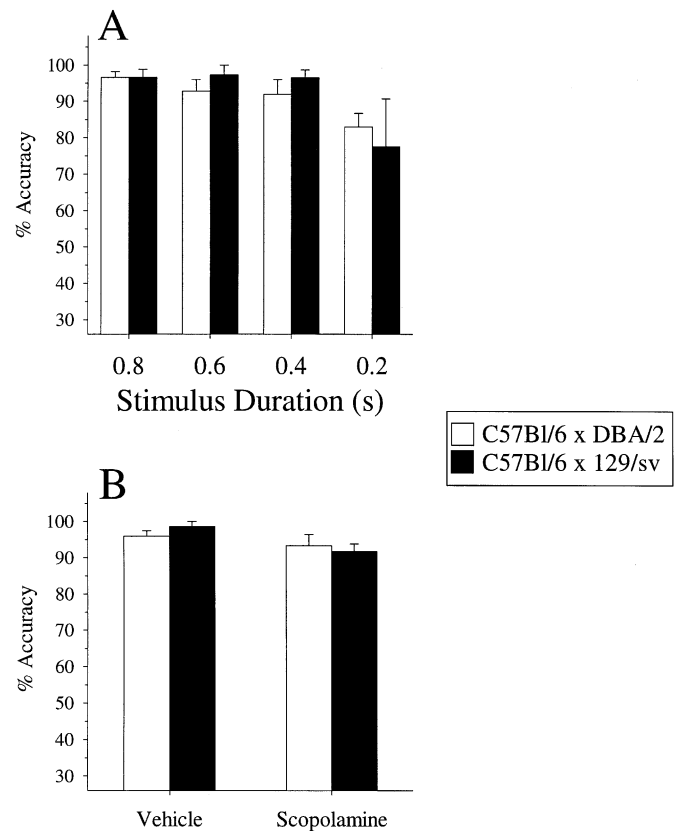 A
% Accuracy
100
90
80
70
60
50
40
30
0.8 0.6 0.4 0.2
Stimulus Duration (s)
C57Bl/6 x DBA/2
C57Bl/6 x 129/sv
B
% Accuracy
100
90
80
70
60
50
40
30
Vehicle Scopolamine